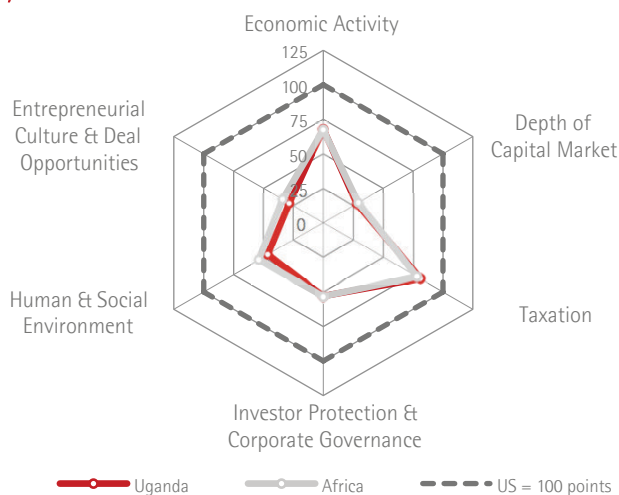 Economic Activity
125
100
75
50
25
0
Entrepreneurial
Culture & Deal
Opportunities
Depth of
Capital Market
Human & Social
Environment
Taxation
Investor Protection &
Corporate Governance
Uganda
Africa
US = 100 points